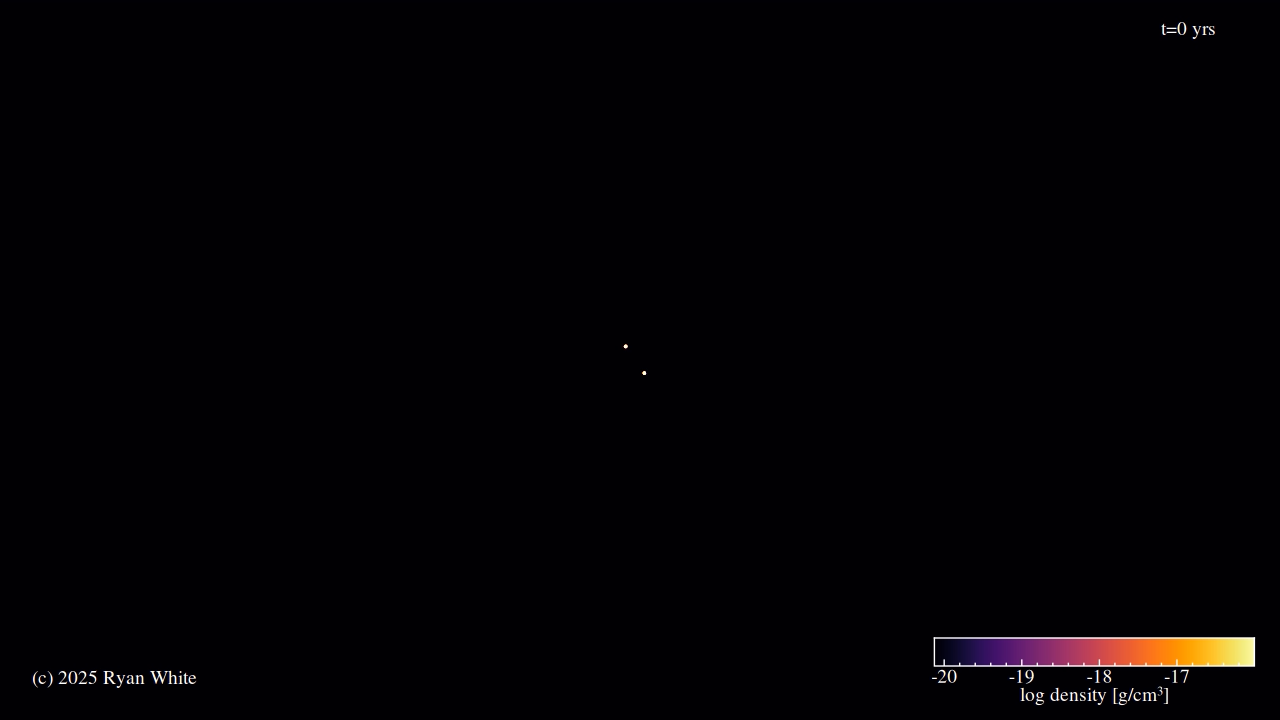 t=0 yrs
(c) 2025 Ryan White
-20 -19 -18 -17
log density [g/cm³]